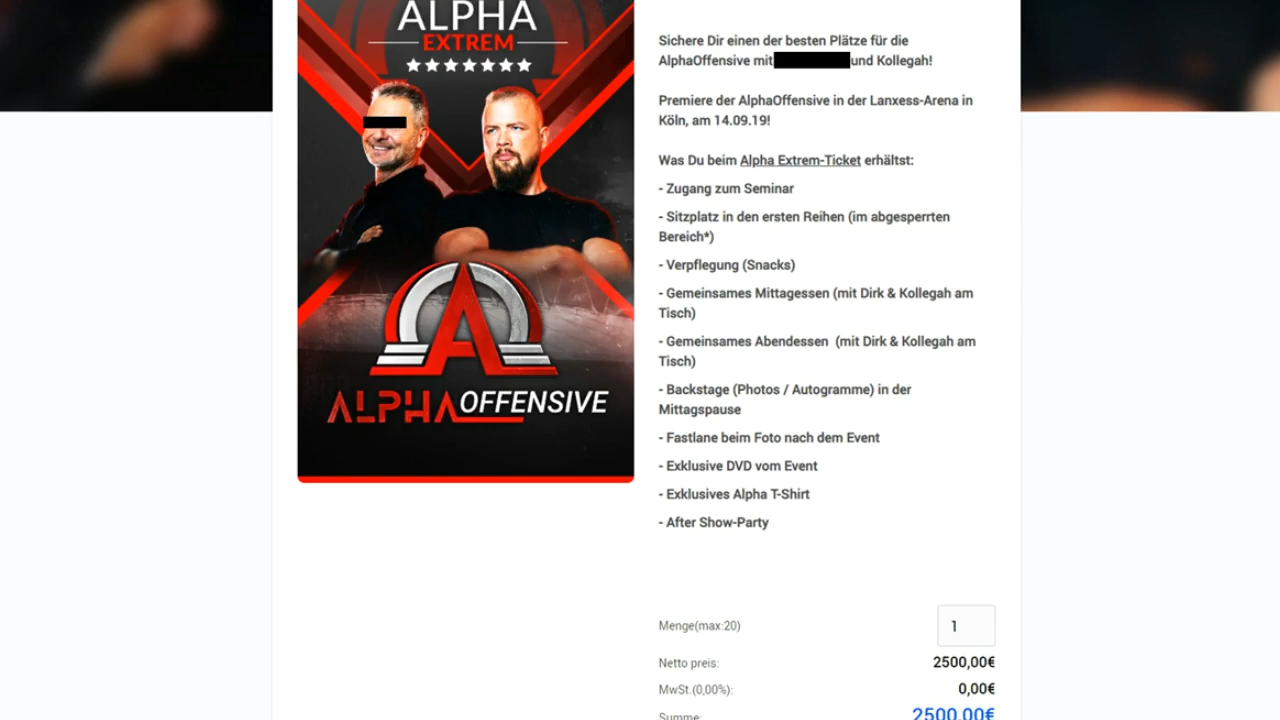 ALPHA
EXTREM
ALPHA OFFENSIVE
Sichere Dir einen der besten Plätze für die
AlphaOffensive mit und Kollegah!
Premiere der AlphaOffensive in der Lanxess-Arena in
Köln, am 14.09.19!
Was Du beim Alpha Extrem-Ticket erhältst:
- Zugang zum Seminar
- Sitzplatz in den ersten Reihen (im abgesperrten
Bereich*)
- Verpflegung (Snacks)
- Gemeinsames Mittagessen (mit Dirk & Kollegah am
Tisch)
- Gemeinsames Abendessen (mit Dirk & Kollegah am
Tisch)
- Backstage (Photos / Autogramme) in der
Mittagspause
- Fastlane beim Foto nach dem Event
- Exklusive DVD vom Event
- Exklusives Alpha T-Shirt
- After Show-Party
Menge(max:20) 1
Netto preis: 2500,00€
MwSt.(0,00%): 0,00€
Summe: 2500,00€